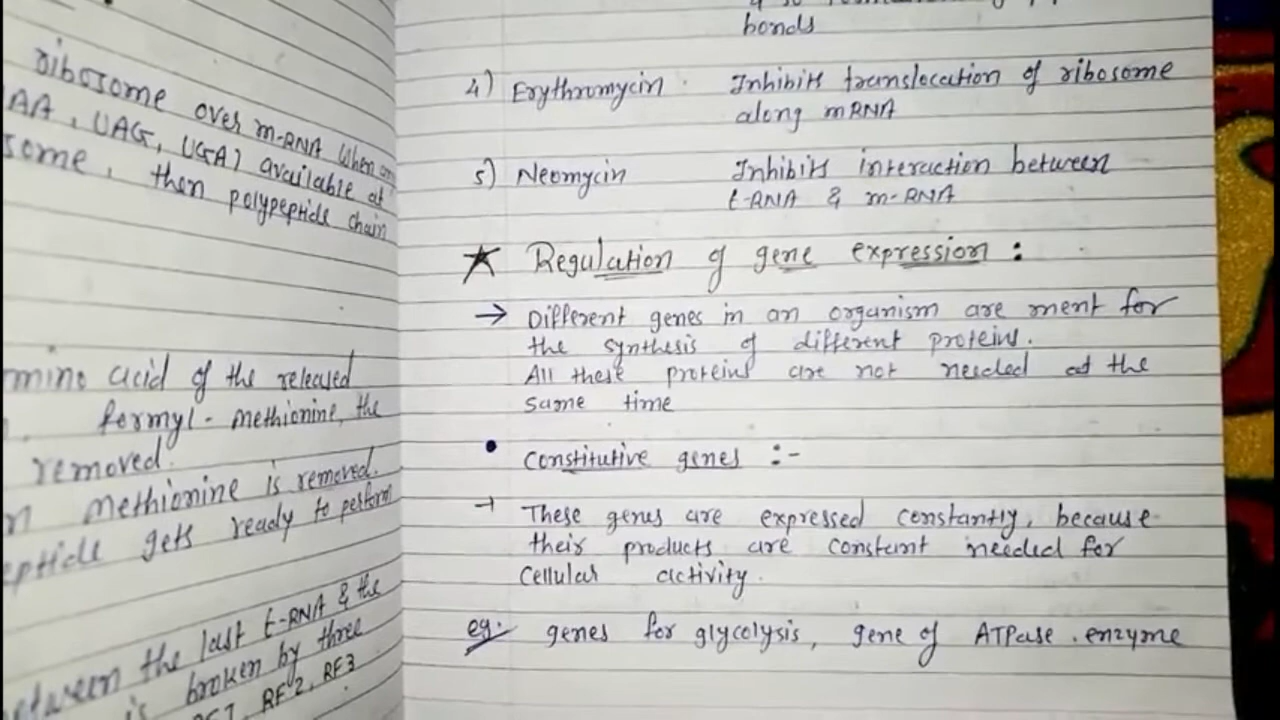 ribosome over m-RNA when an
AA, UAG, UGA) available at
some, then polypeptide chain
mino acid of the released
formyl - methionine, the
removed.
n methionine is removed.
eptide gets ready to perform
etween the last t-RNA & the
is broken by three
RF2, RF3
bonds
4) Erythromycin Inhibits translocation of ribosome
along mRNA
5) Neomycin Inhibits interaction between
t-RNA & m-RNA
★ Regulation of gene expression :
→ Different genes in an organism are ment for
the synthesis of different proteins.
All these proteins are not needed at the
same time
• Constitutive genes :-
→ These genes are expressed constantly, because
their products are constant needed for
cellular activity.
eg. genes for glycolysis, gene of ATPase enzyme